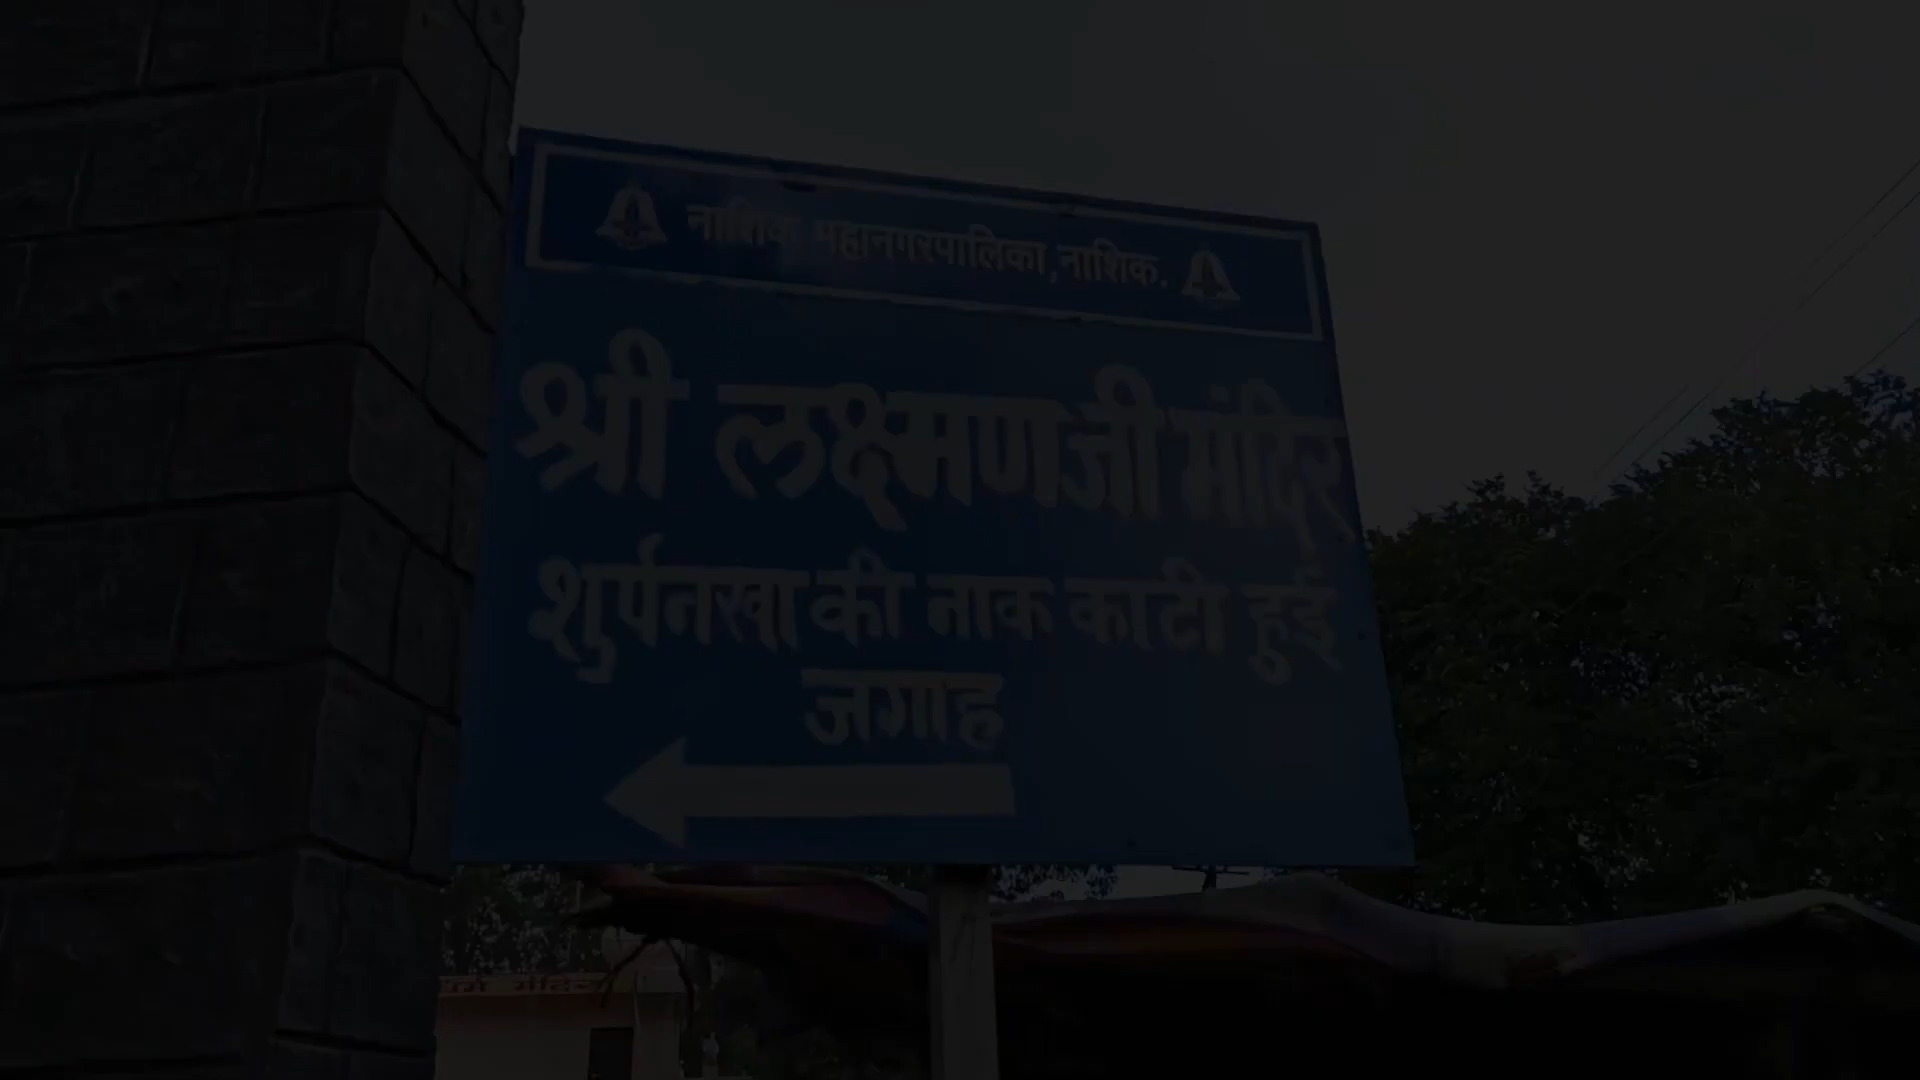 नाशिक महानगरपालिका, नाशिक.
श्री लक्ष्मणजी मंदिर
शुर्पनखा की नाक काटी हुई
जगाह
मंदिर